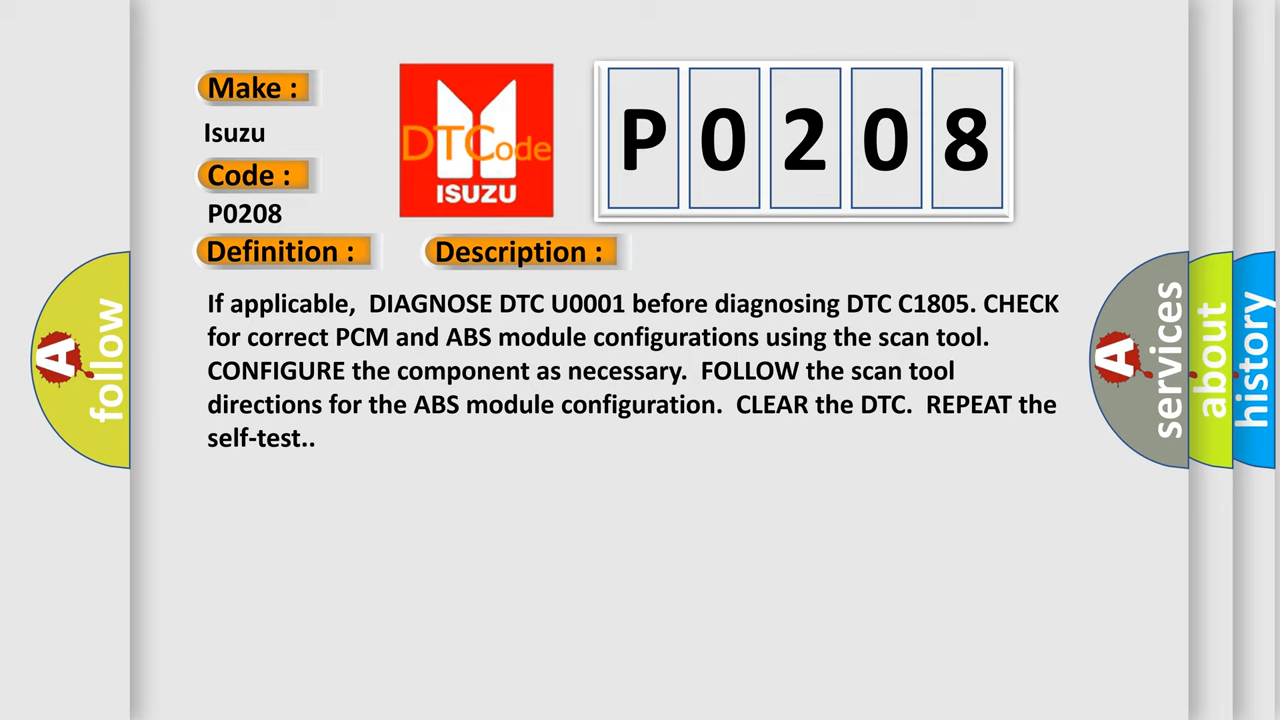 Make :
Isuzu
Code :
P0208
Definition :
Description :
DTCode
ISUZU
P0208
If applicable,  DIAGNOSE DTC U0001 before diagnosing DTC C1805. CHECK
for correct PCM and ABS module configurations using the scan tool.
CONFIGURE the component as necessary.  FOLLOW the scan tool
directions for the ABS module configuration.  CLEAR the DTC.  REPEAT the
self-test..
A
follow
A
services
about
history